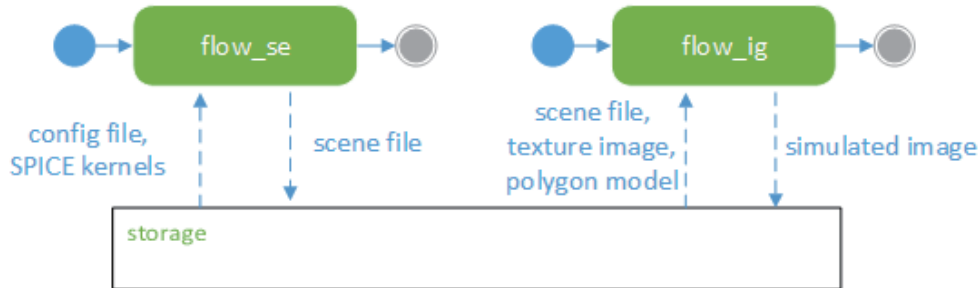 flow_se
flow_ig
config file,
SPICE kernels
scene file
scene file,
texture image,
polygon model
simulated image
storage